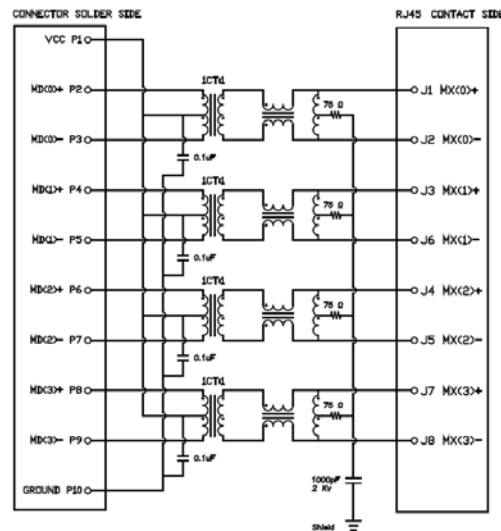 CONNECTOR SOLDER SIDE
RJ45 CONTACT SIDE
VCC P1
1CT:1
MD(0)+ P2
J1 MX(0)+
75 Ω
MD(0)- P3
J2 MX(0)-
0.1uF
1CT:1
MD(1)+ P4
J3 MX(1)+
75 Ω
MD(1)- P5
J6 MX(1)-
0.1uF
1CT:1
MD(2)+ P6
J4 MX(2)+
75 Ω
MD(2)- P7
J5 MX(2)-
0.1uF
1CT:1
MD(3)+ P8
J7 MX(3)+
75 Ω
MD(3)- P9
J8 MX(3)-
0.1uF
1000pF
2 Kv
GROUND P10
Shield